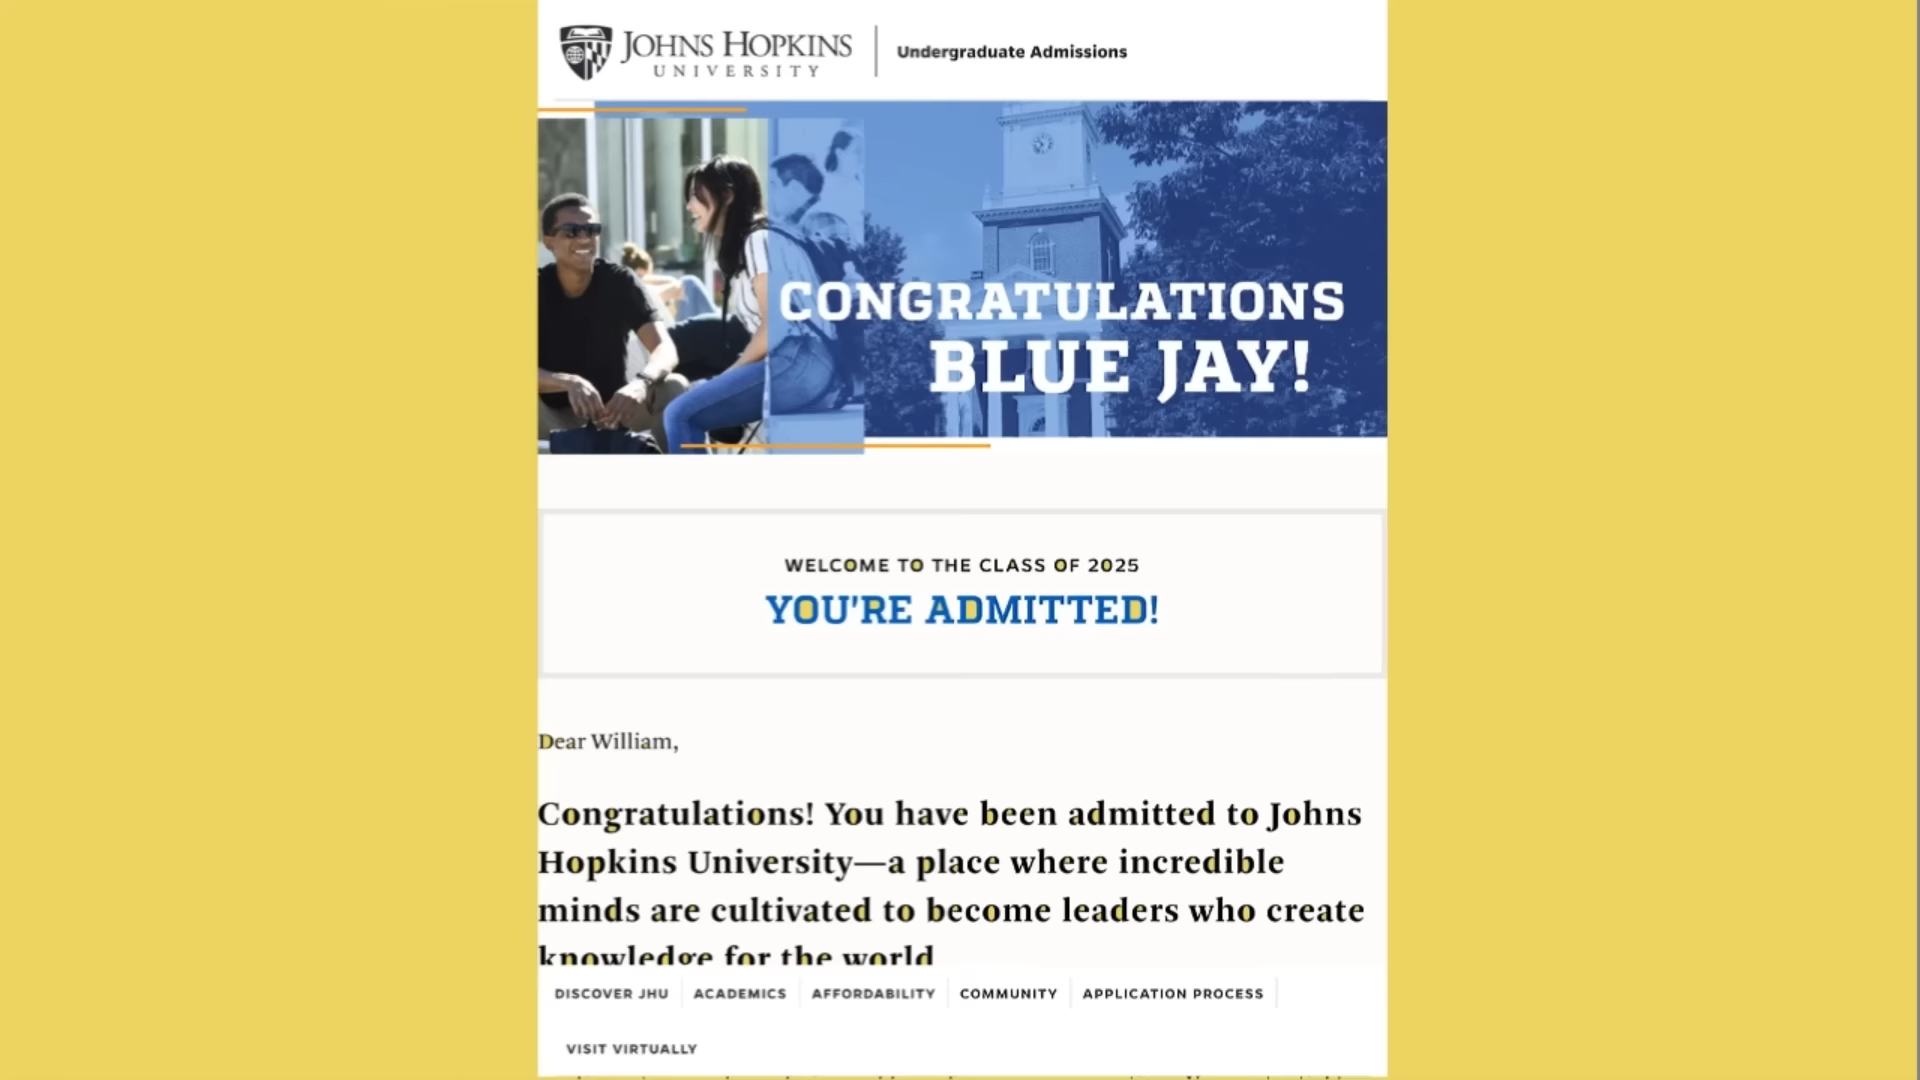 JOHNS HOPKINS
UNIVERSITY
Undergraduate Admissions
CONGRATULATIONS
BLUE JAY!
WELCOME TO THE CLASS OF 2025
YOU'RE ADMITTED!
Dear William,
Congratulations! You have been admitted to Johns
Hopkins University—a place where incredible
minds are cultivated to become leaders who create
knowledge for the world
DISCOVER JHU
ACADEMICS
AFFORDABILITY
COMMUNITY
APPLICATION PROCESS
VISIT VIRTUALLY